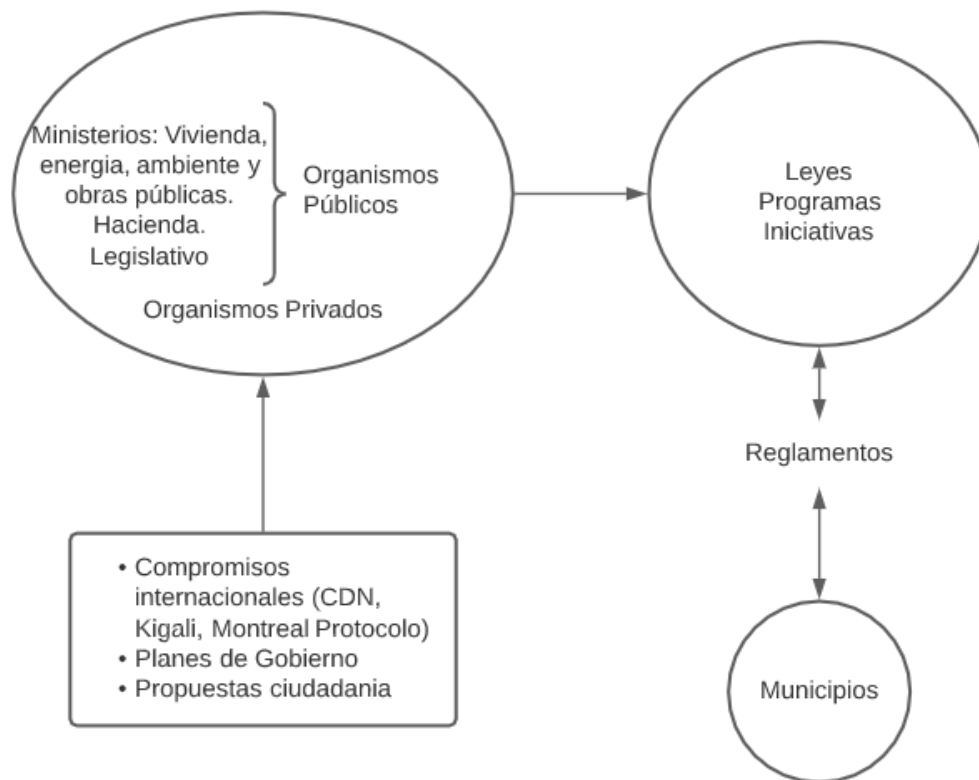 Ministerios: Vivienda,
energia, ambiente y
obras públicas.
Hacienda.
Legislativo
Organismos
Públicos
Organismos Privados
Leyes
Programas
Iniciativas
Reglamentos
• Compromisos
internacionales (CDN,
Kigali, Montreal Protocolo)
• Planes de Gobierno
• Propuestas ciudadania
Municipios